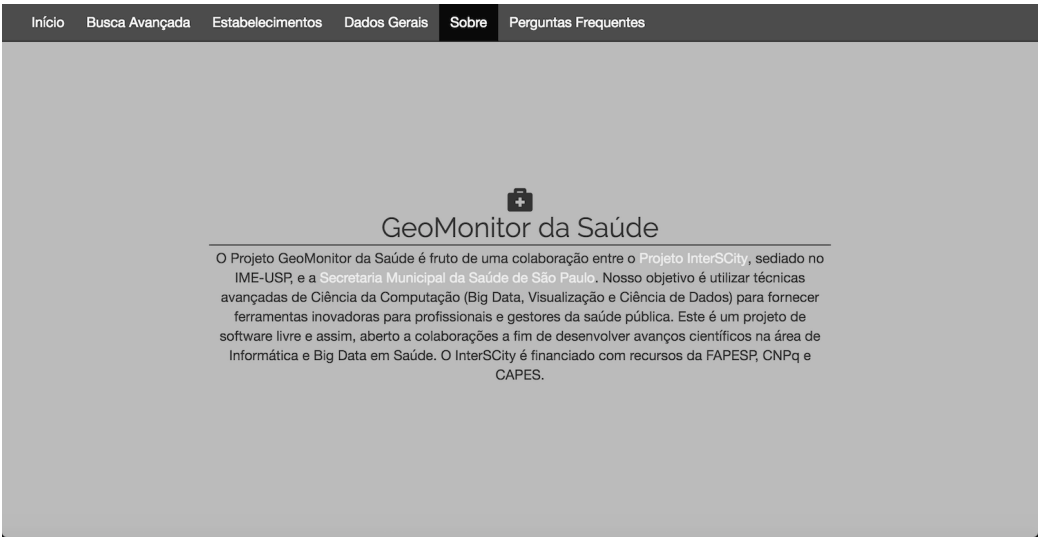 Início Busca Avançada Estabelecimentos Dados Gerais Sobre Perguntas Frequentes
GeoMonitor da Saúde
O Projeto GeoMonitor da Saúde é fruto de uma colaboração entre o Projeto InterSCity, sediado no
IME-USP, e a Secretaria Municipal da Saúde de São Paulo. Nosso objetivo é utilizar técnicas
avançadas de Ciência da Computação (Big Data, Visualização e Ciência de Dados) para fornecer
ferramentas inovadoras para profissionais e gestores da saúde pública. Este é um projeto de
software livre e assim, aberto a colaborações a fim de desenvolver avanços científicos na área de
Informática e Big Data em Saúde. O InterSCity é financiado com recursos da FAPESP, CNPq e
CAPES.